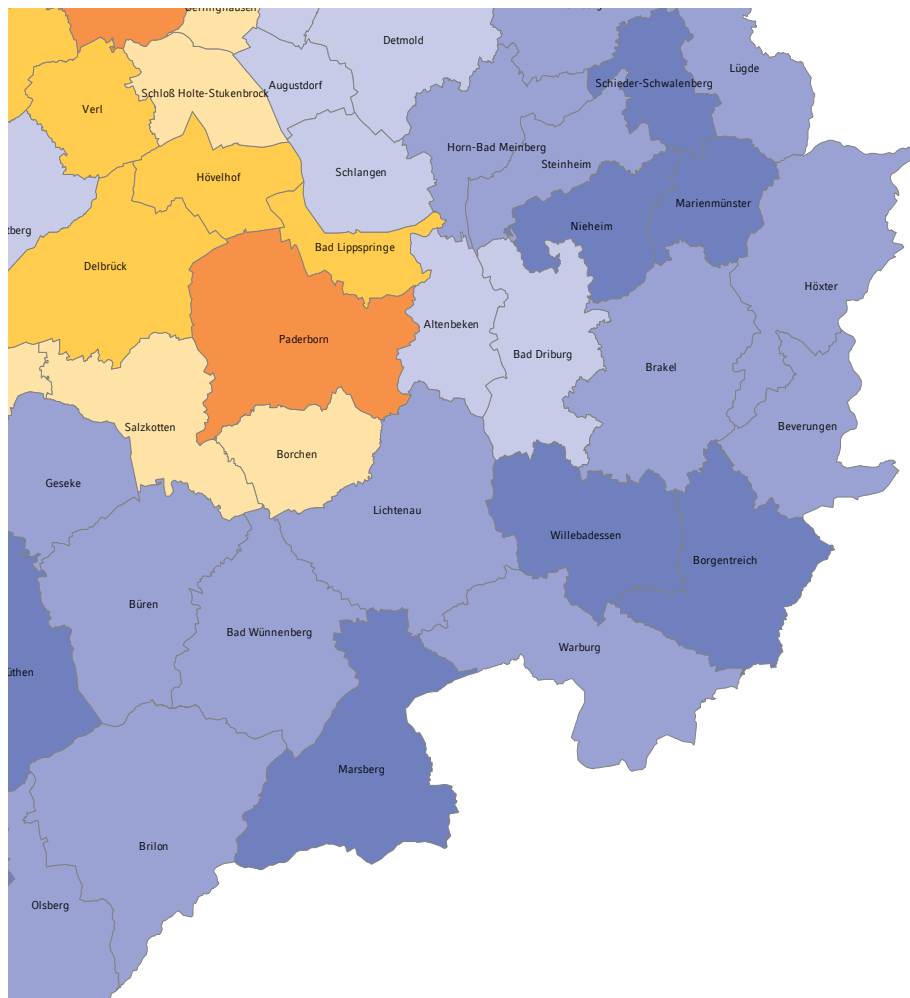 Detmold
Lügde
Schieder-Schwalenberg
Augustdorf
Schloß Holte-Stukenbrock
Verl
Horn-Bad Meinberg
Steinheim
Schlangen
Hövelhof
Marienmünster
Nieheim
Bad Lippspringe
Delbrück
Höxter
Altenbeken
Paderborn
Bad Driburg
Brakel
Salzkotten
Beverungen
Borchen
Geseke
Lichtenau
Willebadessen
Borgentreich
Büren
Bad Wünnenberg
Warburg
üthen
Marsberg
Brilon
Olsberg